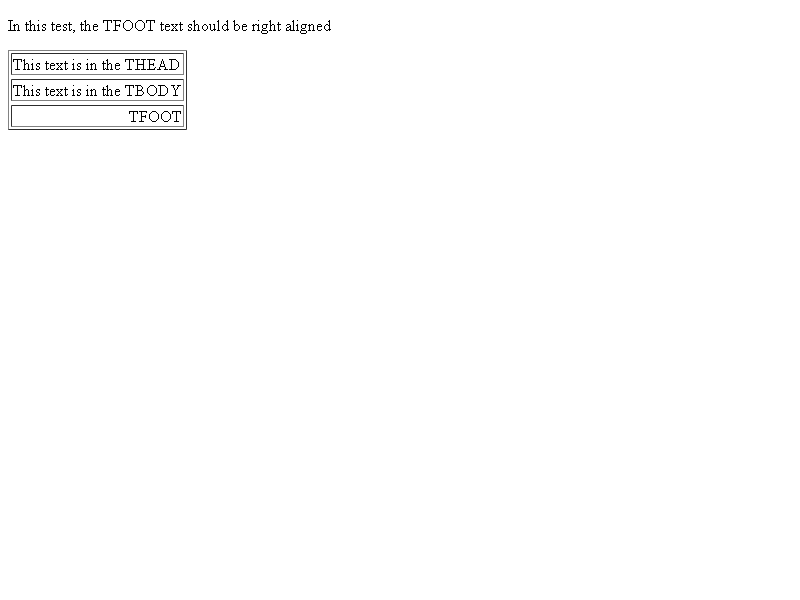 In this test, the TFOOT text should be right aligned
This text is in the THEAD
This text is in the TBODY
TFOOT